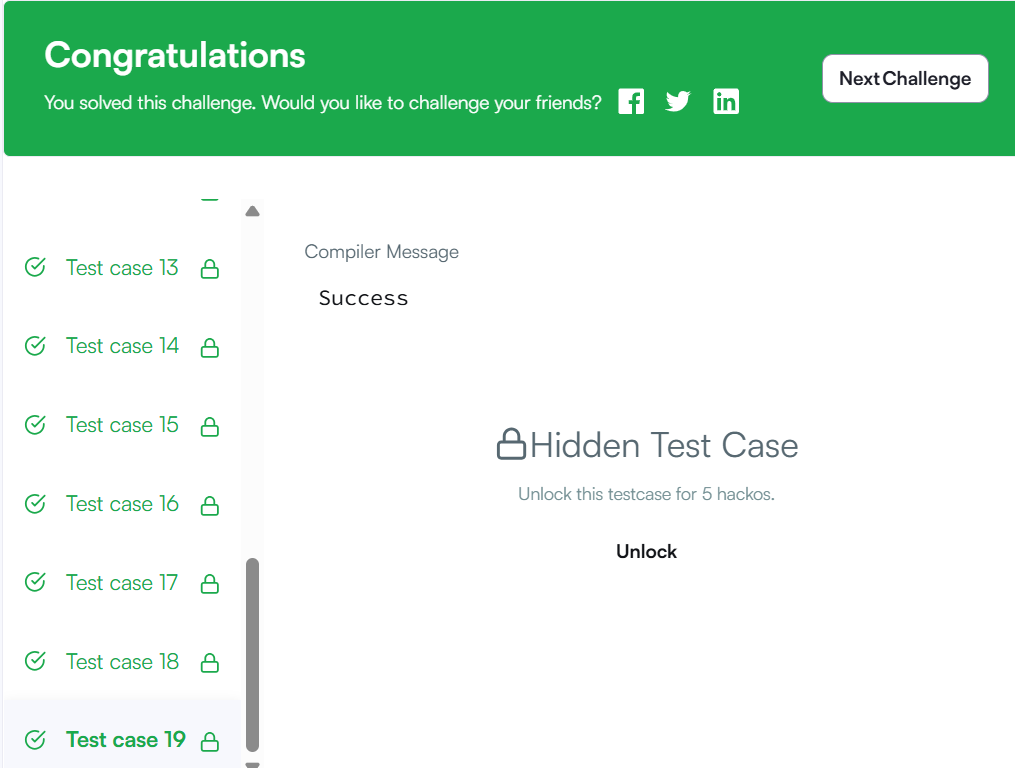 Congratulations
You solved this challenge. Would you like to challenge your friends?
Next Challenge
Test case 13
Test case 14
Test case 15
Test case 16
Test case 17
Test case 18
Test case 19
Compiler Message
Success
Hidden Test Case
Unlock this testcase for 5 hackos.
Unlock